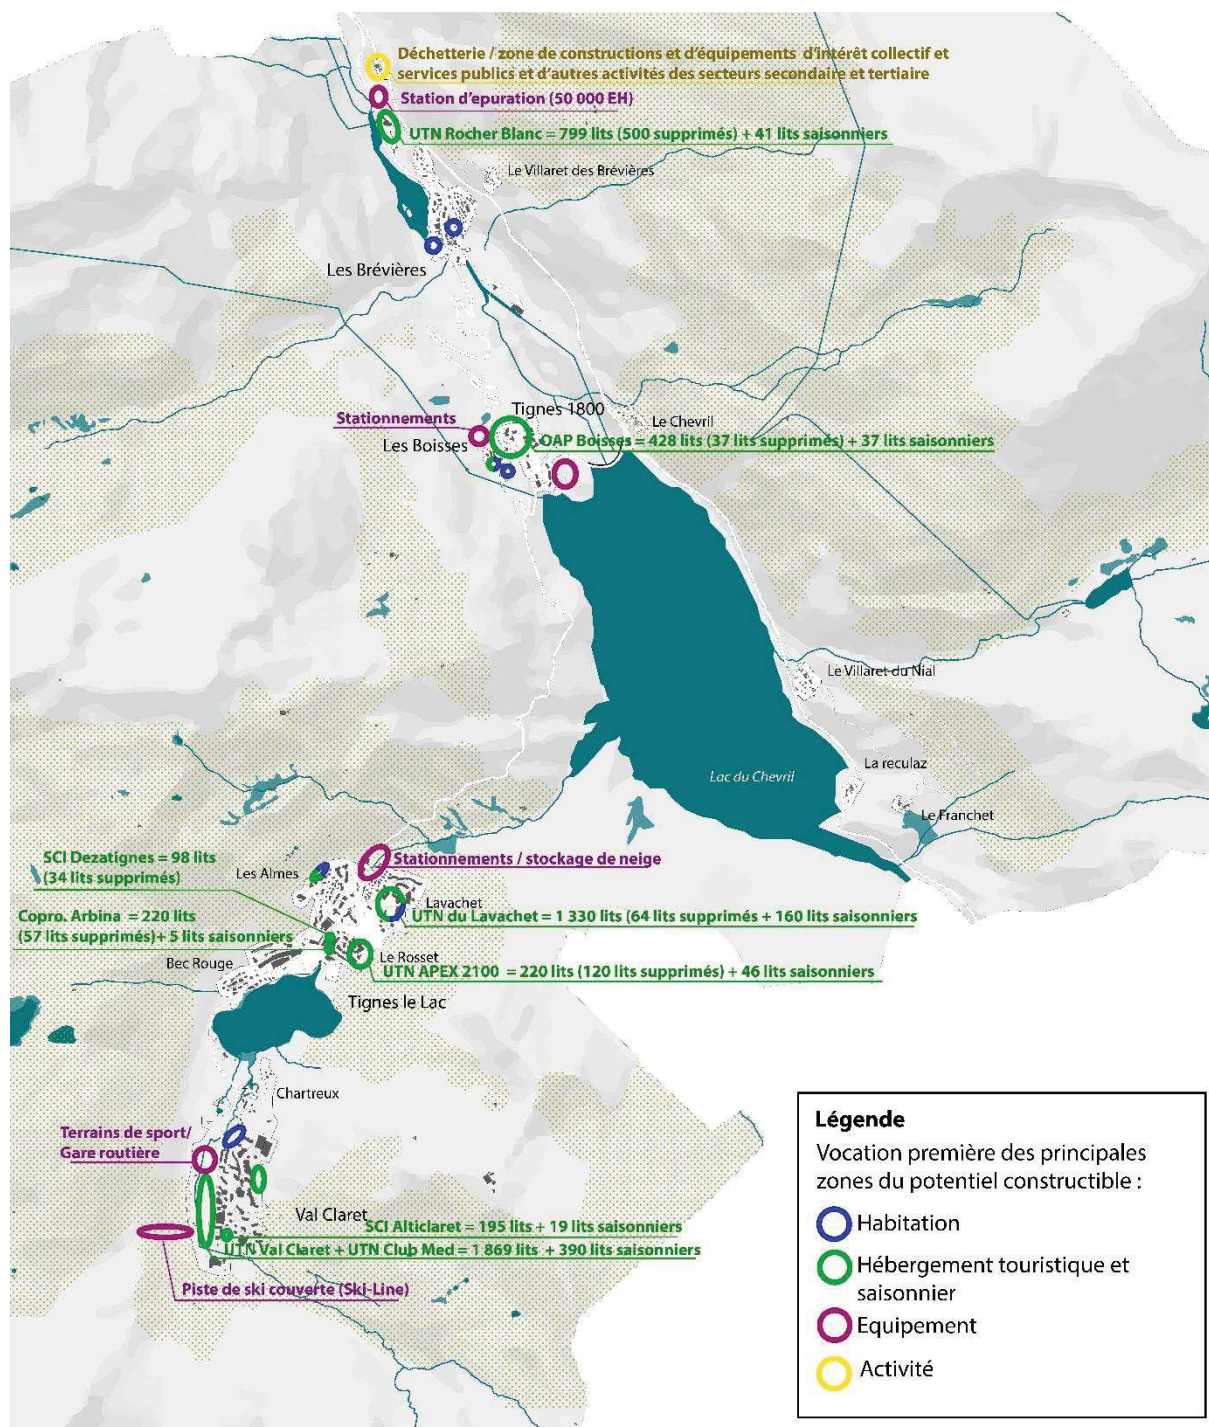 Déchetterie / zone de constructions et d'équipements d'intérêt collectif et
services publics et d'autres activités des secteurs secondaire et tertiaire
Station d'epuration (50 000 EH)
UTN Rocher Blanc = 799 lits (500 supprimés) + 41 lits saisonniers
Le Villaret des Brévières
Les Brévières
Tignes 1800
Le Chevril
Stationnements
Les Boisses
OAP Boisses = 428 lits (37 lits supprimés) + 37 lits saisonniers
Le Villaret du Nial
La reculaz
Lac du Chevril
Le Franchet
SCI Dezatignes = 98 lits
(34 lits supprimés)
Les Almes
Stationnements / stockage de neige
Lavachet
UTN du Lavachet = 1 330 lits (64 lits supprimés + 160 lits saisonniers
Copro. Arbina = 220 lits
(57 lits supprimés)+ 5 lits saisonniers
Bec Rouge
Le Rosset
UTN APEX 2100 = 220 lits (120 lits supprimés) + 46 lits saisonniers
Tignes le Lac
Chartreux
Terrains de sport/
Gare routière
Val Claret
SCI Alticlaret = 195 lits + 19 lits saisonniers
UTN Val Claret + UTN Club Med = 1 869 lits + 390 lits saisonniers
Piste de ski couverte (Ski-Line)
Légende
Vocation première des principales
zones du potentiel constructible :
Habitation
Hébergement touristique et
saisonnier
Equipement
Activité